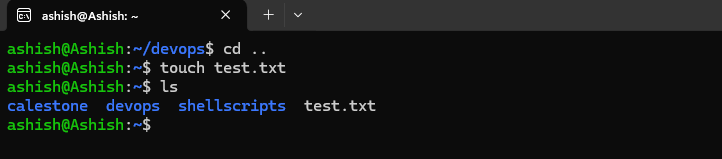 ashish@Ashish: ~
ashish@Ashish:~/devops$ cd ..
ashish@Ashish:~$ touch test.txt
ashish@Ashish:~$ ls
calestone  devops  shellscripts  test.txt
ashish@Ashish:~$